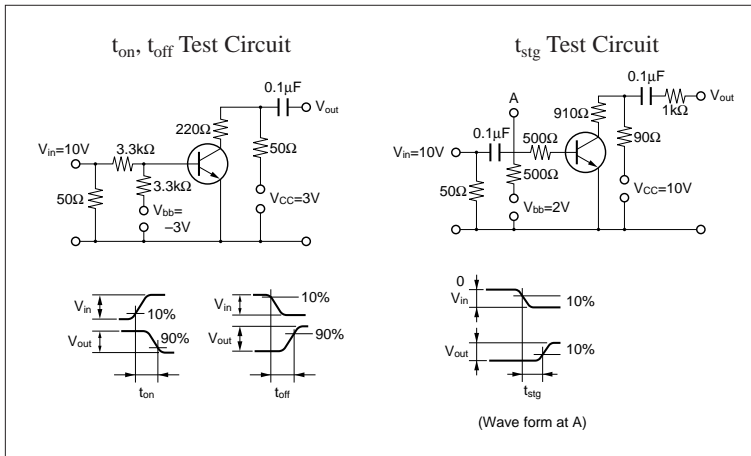 ton, toff Test Circuit
0.1μF
Vout
220Ω
50Ω
Vin=10V
3.3kΩ
3.3kΩ
50Ω
Vbb=
–3V
VCC=3V
Vin
10%
Vout
90%
ton
Vin
10%
Vout
90%
toff
tstg Test Circuit
0.1μF
Vout
A
910Ω
1kΩ
0.1μF
500Ω
90Ω
Vin=10V
500Ω
50Ω
Vbb=2V
VCC=10V
0
Vin
10%
Vout
10%
tstg
(Wave form at A)